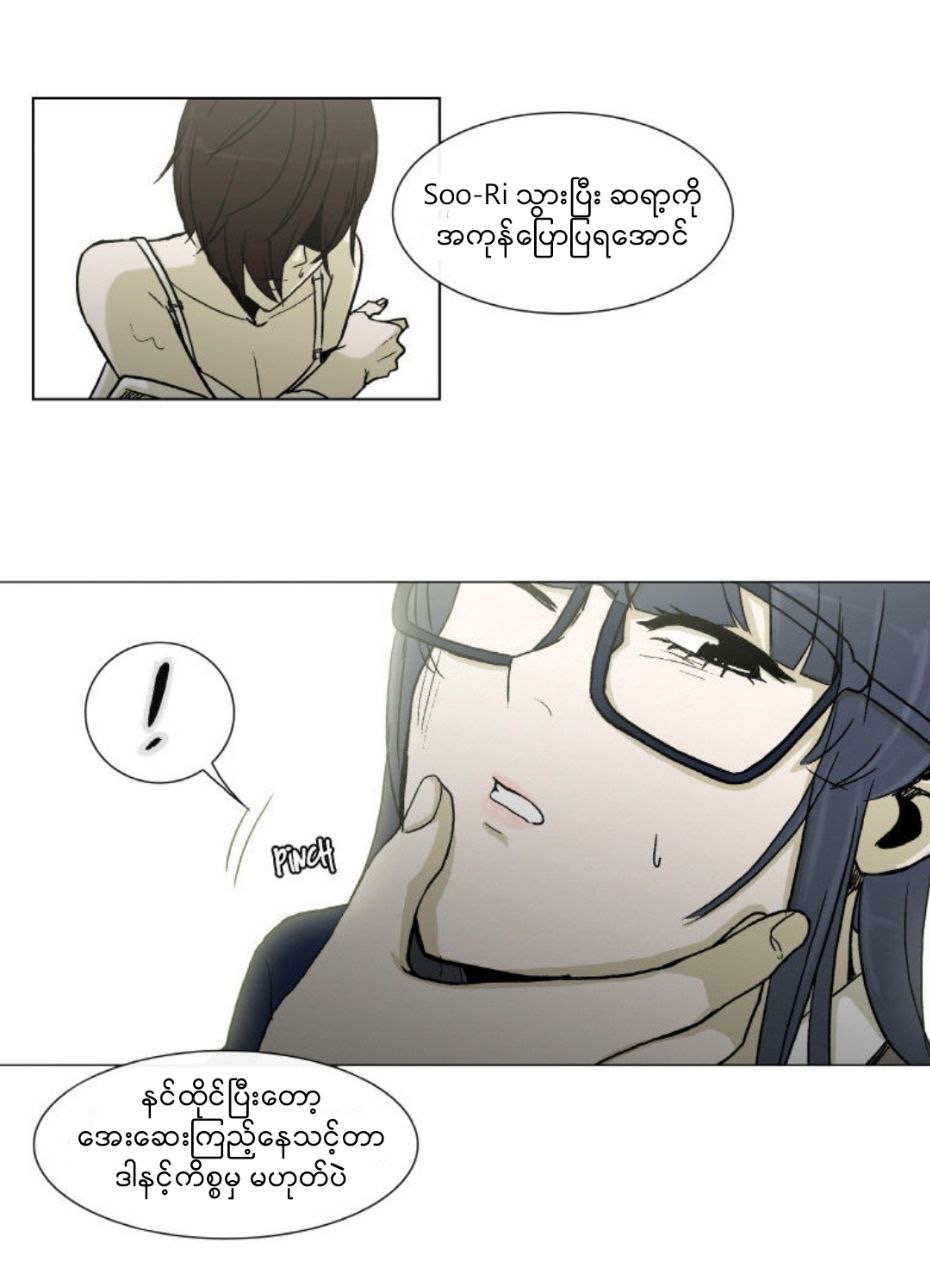 Soo-Ri သွားပြီး ဆရာ့ကို
အကုန်ပြောပြရအောင်
!
PINCH
နင်ထိုင်ပြီးတော့
အေးဆေးကြည့်နေသင့်တာ
ဒါနင့်ကိစ္စမှ မဟုတ်ပဲ